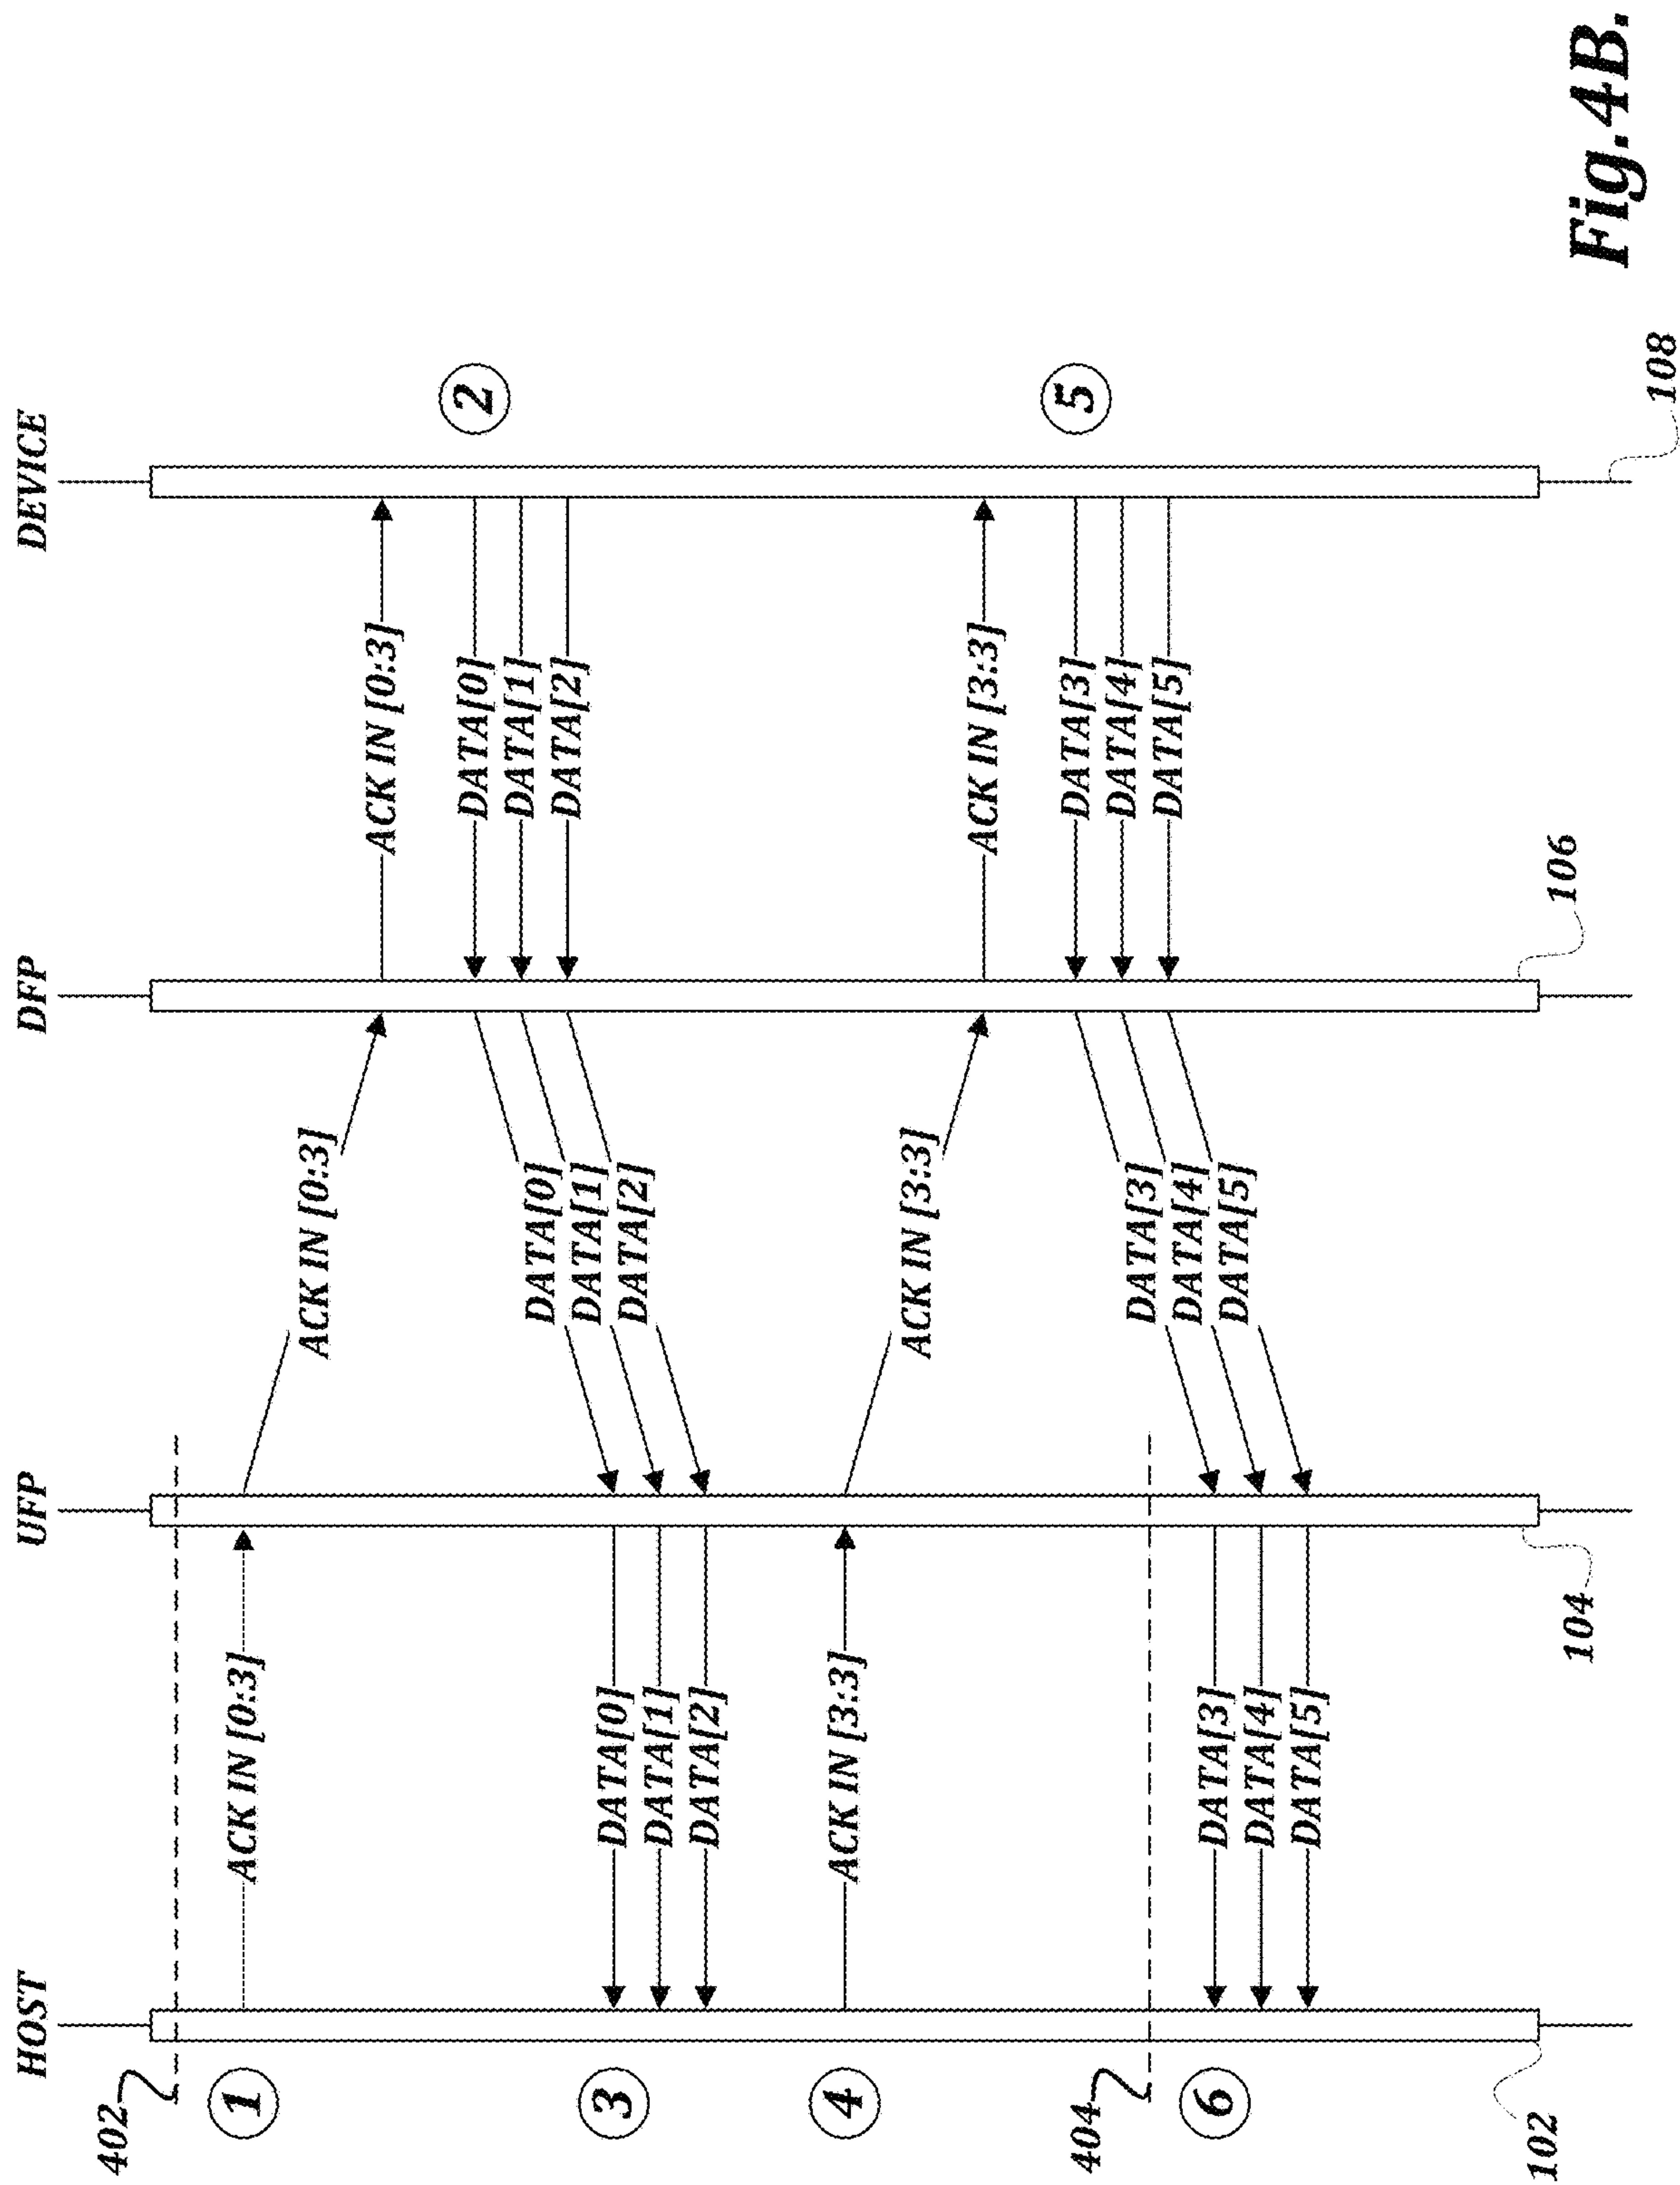 HOST UFP DFP DEVICE
402
1 ACK IN [0:3]
ACK IN [0:3]
ACK IN [0:3]
2
DATA[0] DATA[0] DATA[0]
DATA[1] DATA[1] DATA[1]
DATA[2] DATA[2] DATA[2]
3
4 ACK IN [3:3]
ACK IN [3:3]
ACK IN [3:3]
5
404
DATA[3] DATA[3] DATA[3]
DATA[4] DATA[4] DATA[4]
DATA[5] DATA[5] DATA[5]
6
102
104
106
108
Fig.4B.